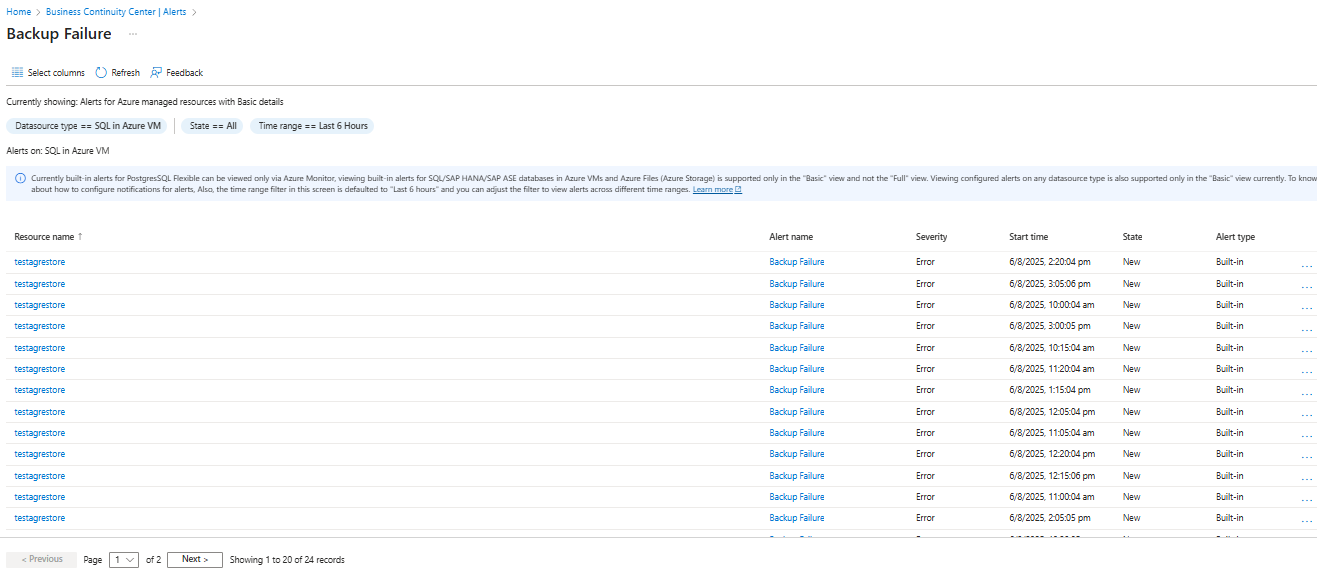 Home > Business Continuity Center | Alerts >
Backup Failure ...
Select columns Refresh Feedback
Currently showing: Alerts for Azure managed resources with Basic details
Datasource type == SQL in Azure VM State == All Time range == Last 6 Hours
Alerts on: SQL in Azure VM
Currently built-in alerts for PostgresSQL Flexible can be viewed only via Azure Monitor, viewing built-in alerts for SQL/SAP HANA/SAP ASE databases in Azure VMs and Azure Files (Azure Storage) is supported only in the "Basic" view and not the "Full" view. Viewing configured alerts on any datasource type is also supported only in the "Basic" view currently. To know
about how to configure notifications for alerts, Also, the time range filter in this screen is defaulted to "Last 6 hours" and you can adjust the filter to view alerts across different time ranges. Learn more
Resource name ↑ Alert name Severity Start time State Alert type
testagrestore Backup Failure Error 6/8/2025, 2:20:04 pm New Built-in ...
testagrestore Backup Failure Error 6/8/2025, 3:05:06 pm New Built-in ...
testagrestore Backup Failure Error 6/8/2025, 10:00:04 am New Built-in ...
testagrestore Backup Failure Error 6/8/2025, 3:00:05 pm New Built-in ...
testagrestore Backup Failure Error 6/8/2025, 10:15:04 am New Built-in ...
testagrestore Backup Failure Error 6/8/2025, 11:20:04 am New Built-in ...
testagrestore Backup Failure Error 6/8/2025, 1:15:04 pm New Built-in ...
testagrestore Backup Failure Error 6/8/2025, 12:05:04 pm New Built-in ...
testagrestore Backup Failure Error 6/8/2025, 11:05:04 am New Built-in ...
testagrestore Backup Failure Error 6/8/2025, 12:20:04 pm New Built-in ...
testagrestore Backup Failure Error 6/8/2025, 12:15:06 pm New Built-in ...
testagrestore Backup Failure Error 6/8/2025, 11:00:04 am New Built-in ...
testagrestore Backup Failure Error 6/8/2025, 2:05:05 pm New Built-in ...
< Previous Page 1 of 2 Next > Showing 1 to 20 of 24 records